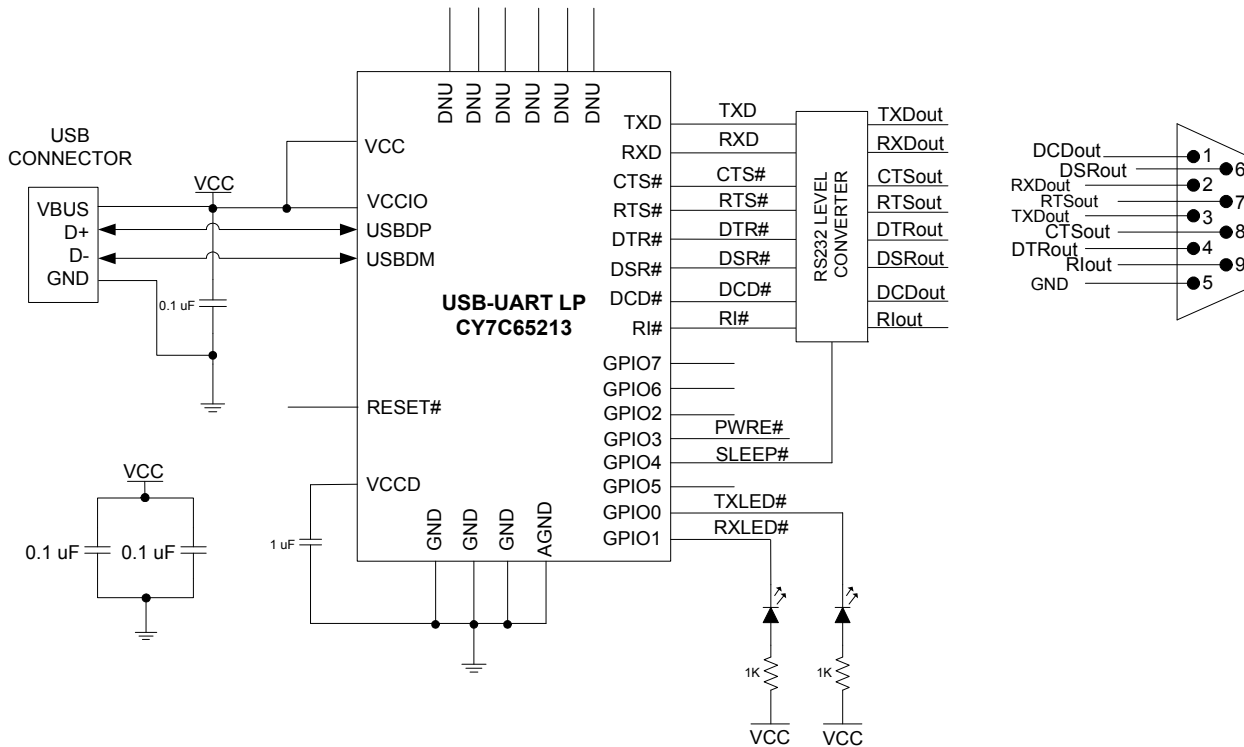 DNU
DNU
DNU
DNU
DNU
DNU
USB
CONNECTOR
VBUS
D+
D-
GND
VCC
0.1 uF
VCC
VCCIO
USBDP
USBDM
RESET#
VCCD
USB-UART LP
CY7C65213
GND
GND
GND
AGND
1 uF
VCC
0.1 uF
0.1 uF
TXD
RXD
CTS#
RTS#
DTR#
DSR#
DCD#
RI#
GPIO7
GPIO6
GPIO2
GPIO3
GPIO4
GPIO5
GPIO0
GPIO1
TXD
RXD
CTS#
RTS#
DTR#
DSR#
DCD#
RI#
PWRE#
SLEEP#
TXLED#
RXLED#
RS232 LEVEL
CONVERTER
TXDout
RXDout
CTSout
RTSout
DTRout
DSRout
DCDout
RIout
1K
1K
VCC
VCC
DCDout 1
DSRout 6
RXDout 2
RTSout 7
TXDout 3
CTSout 8
DTRout 4
RIout 9
GND 5